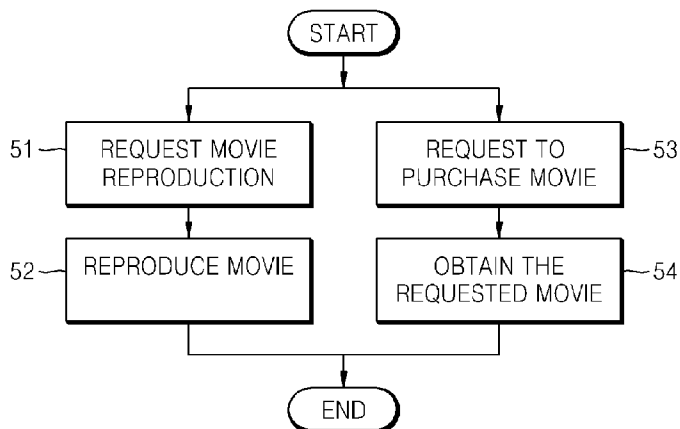 START
51
REQUEST MOVIE
REPRODUCTION
REQUEST TO
PURCHASE MOVIE
53
52
REPRODUCE MOVIE
OBTAIN THE
REQUESTED MOVIE
54
END